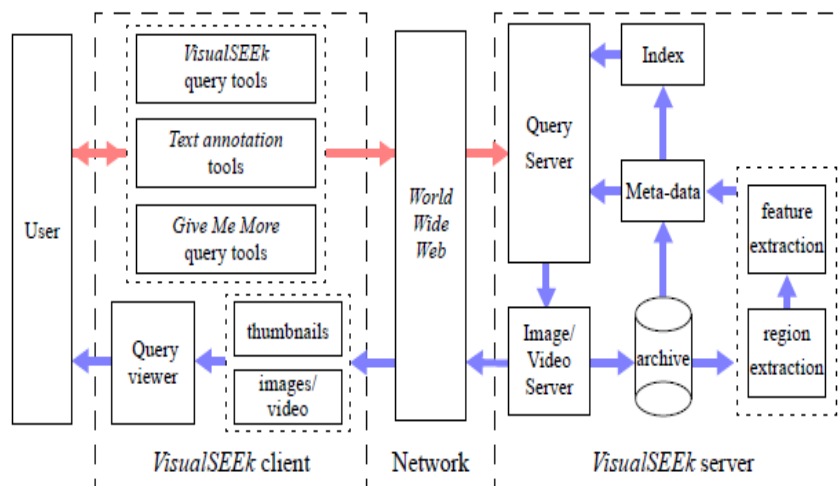 User
VisualSEEk
query tools
Text annotation
tools
Give Me More
query tools
Query
viewer
thumbnails
images/
video
VisualSEEk client
World
Wide
Web
Network
Query
Server
Index
Meta-data
feature
extraction
region
extraction
Image/
Video
Server
archive
VisualSEEk server